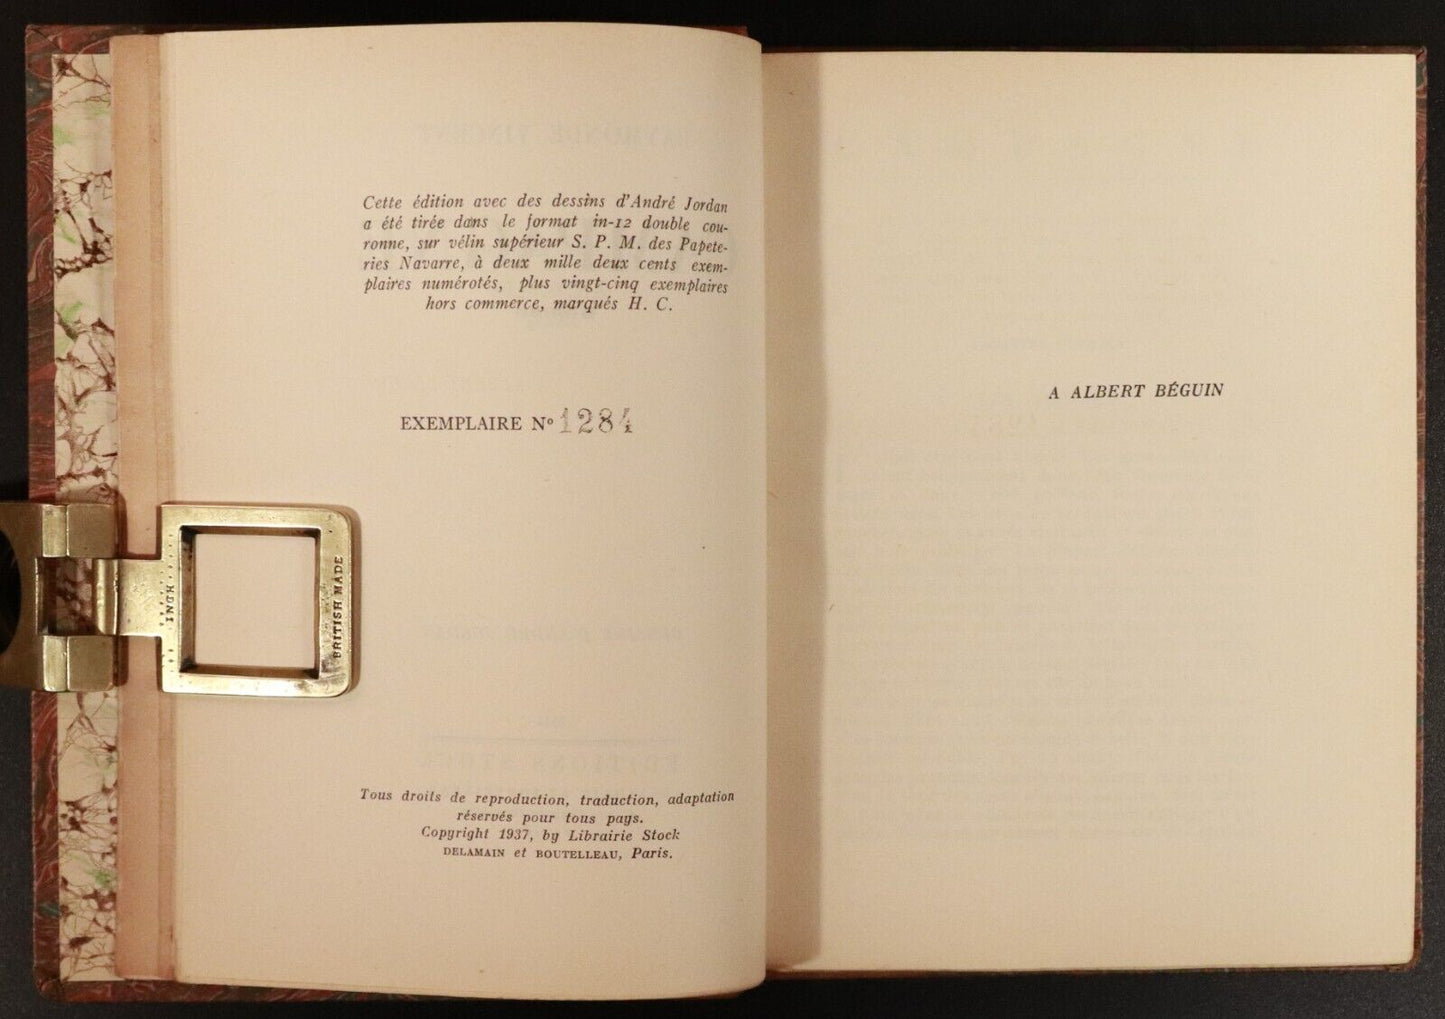 Cette édition avec des dessins d'André Jordan
a été tirée dans le format in-12 double cou-
ronne, sur vélin supérieur S. P. M. des Papete-
ries Navarre, à deux mille deux cents exem-
plaires numérotés, plus vingt-cinq exemplaires
hors commerce, marqués H. C.
EXEMPLAIRE Nº 1284
INCH
BRITISH MADE
Tous droits de reproduction, traduction, adaptation
réservés pour tous pays.
Copyright 1937, by Librairie Stock
DELAMAIN et BOUTELLEAU, Paris.
A ALBERT BÉGUIN